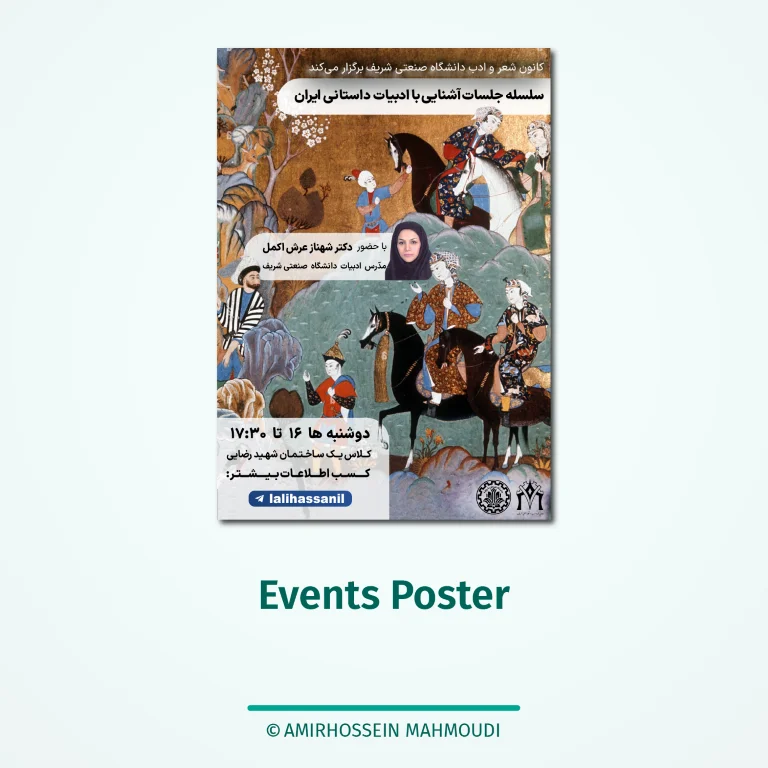 کانون شعر و ادب دانشگاه صنعتی شریف برگزار می‌کند
سلسله جلسات آشنایی با ادبیات داستانی ایران
با حضور دکتر شهناز عرش اکمل
مدرّس ادبیات دانشگاه صنعتی شریف
دوشنبه ها ۱۶ تا ۱۷:۳۰
کلاس یک ساختمان شهید رضایی
کسب اطلاعات بیشتر:
lalihassanil
Events Poster
© AMIRHOSSEIN MAHMOUDI